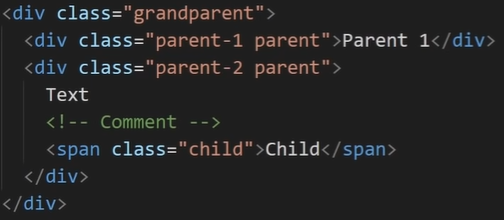 <div class="grandparent">
  <div class="parent-1 parent">Parent 1</div>
  <div class="parent-2 parent">
    Text
    <!-- Comment -->
    <span class="child">Child</span>
  </div>
</div>